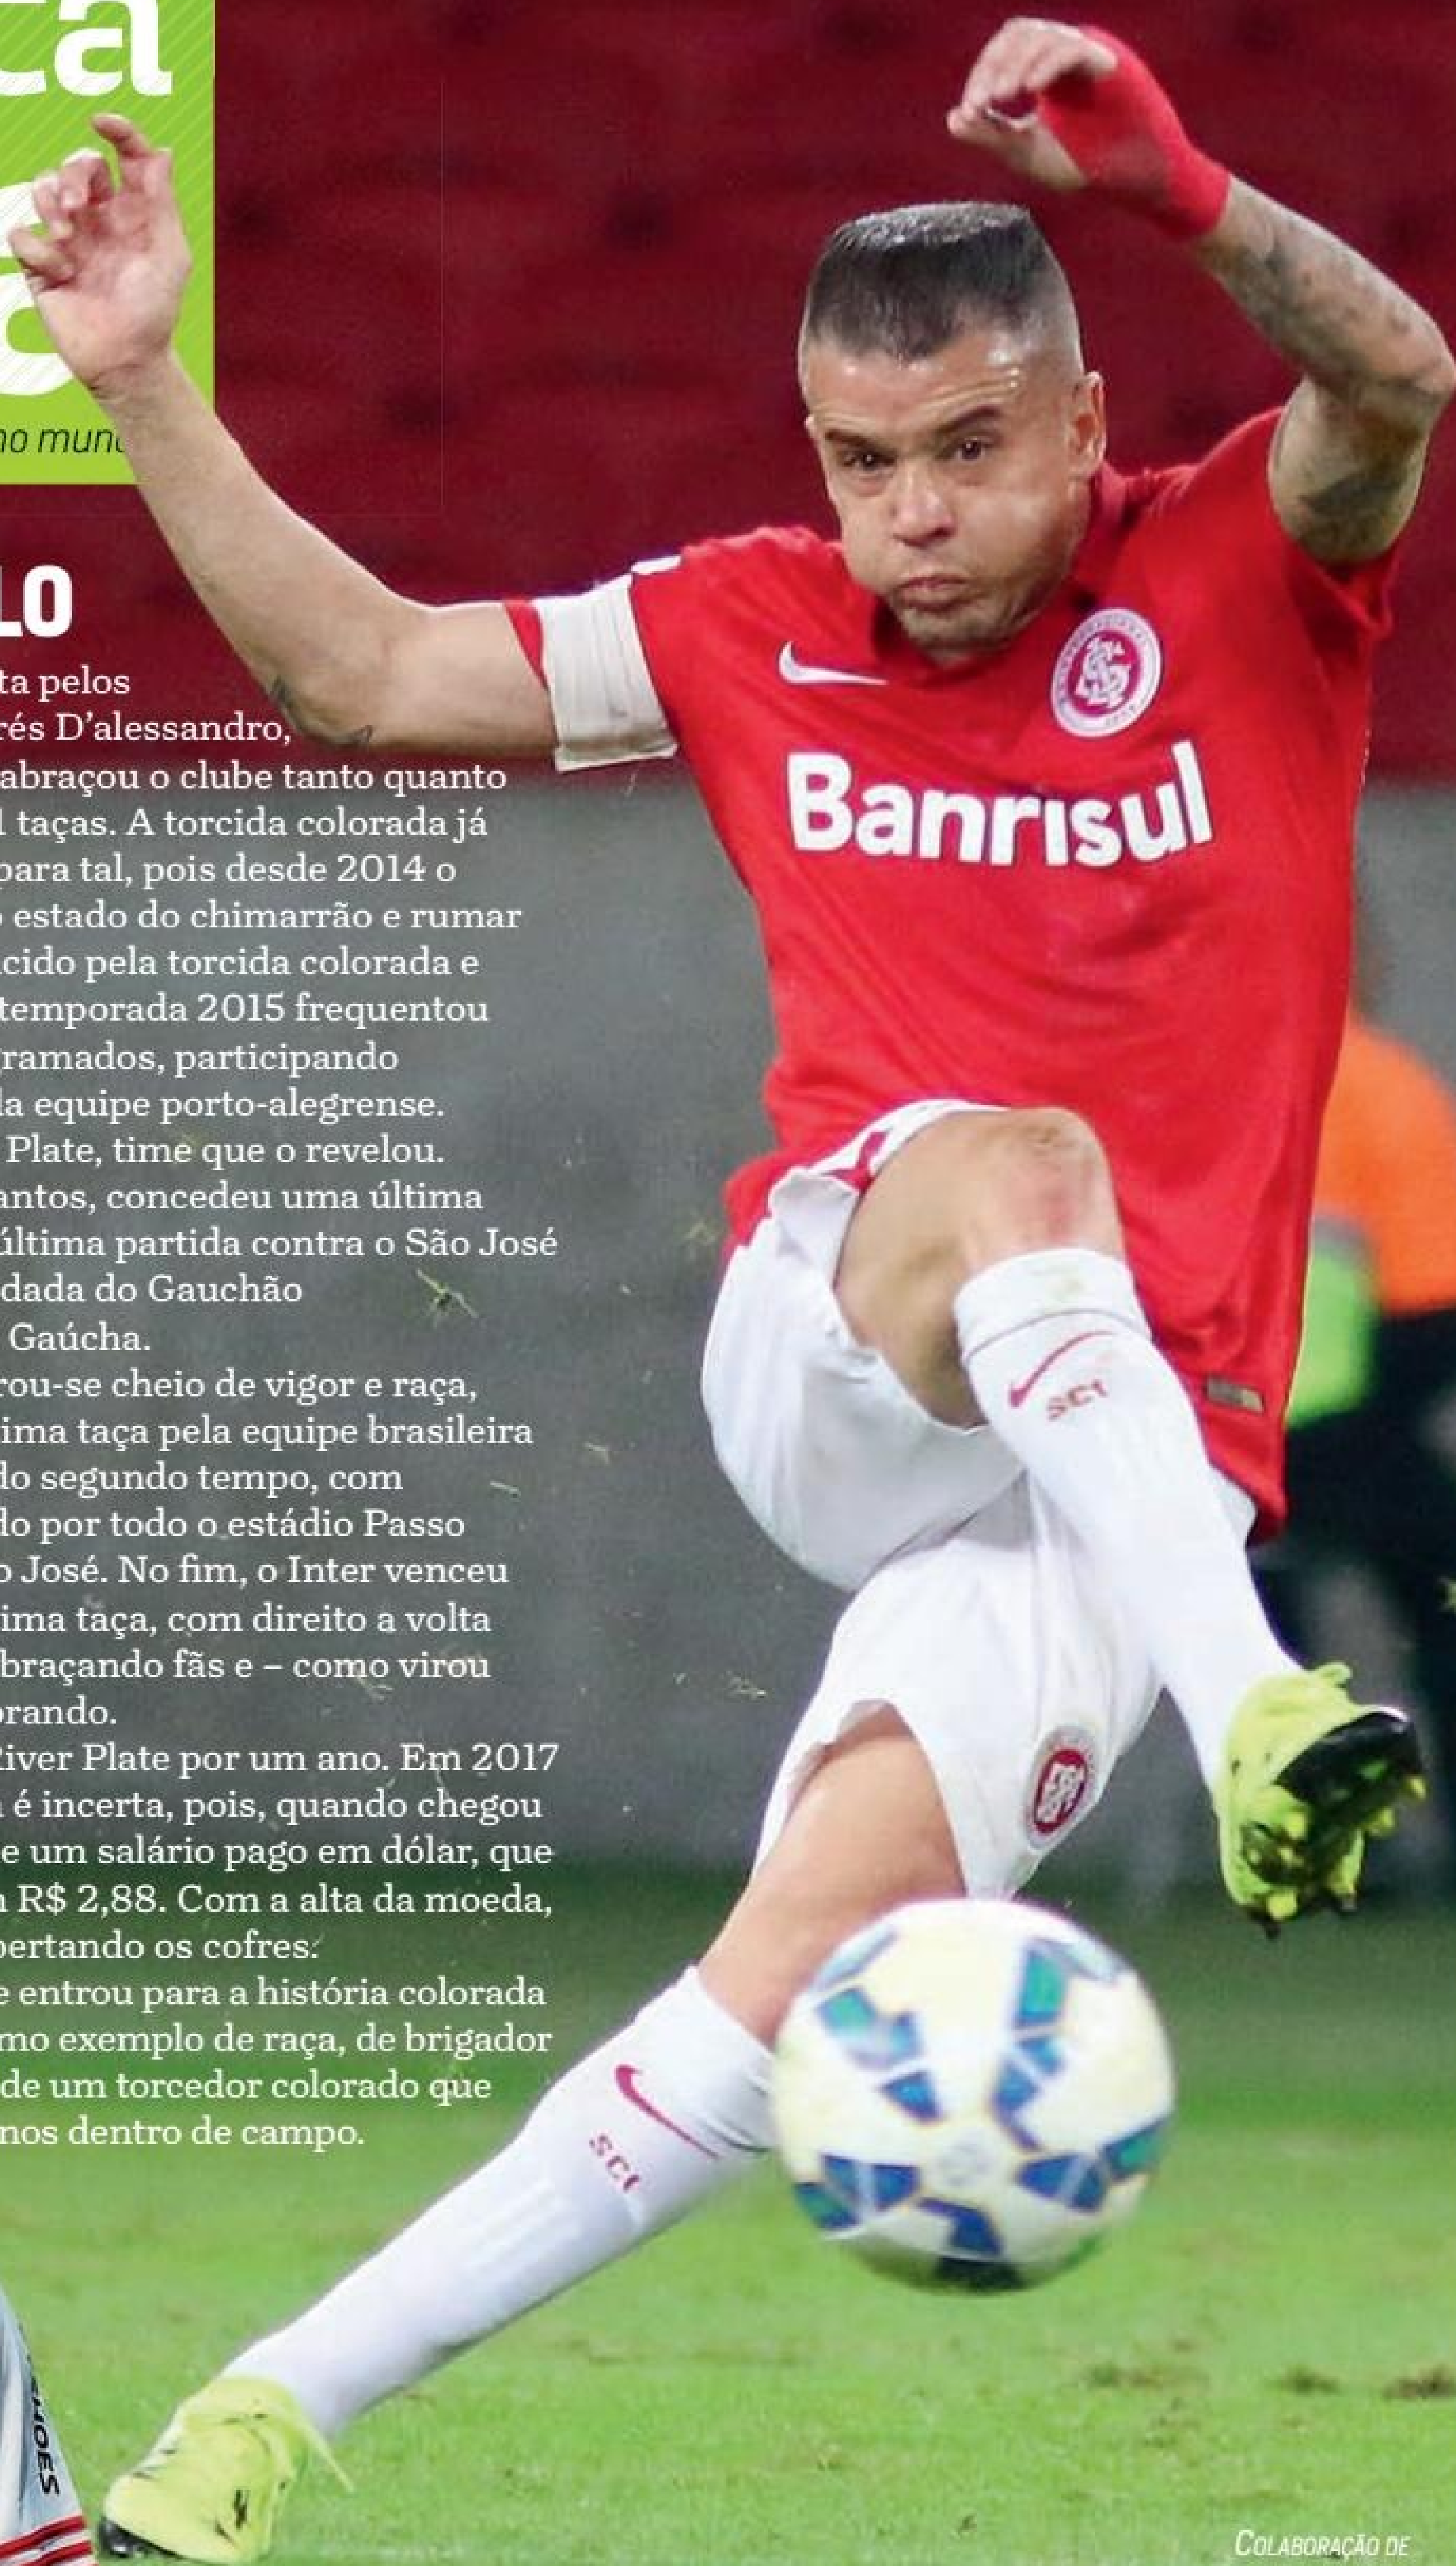 ta
no mund
LO
ta pelos
rés D'alessandro,
abraçou o clube tanto quanto
l taças. A torcida colorada já
para tal, pois desde 2014 o
o estado do chimarrão e rumar
cido pela torcida colorada e
temporada 2015 frequentou
gramados, participando
la equipe porto-alegrense.
Plate, time que o revelou.
antos, concedeu uma última
última partida contra o São José
dada do Gauchão
Gaúcha.
rou-se cheio de vigor e raça,
ima taça pela equipe brasileira
do segundo tempo, com
do por todo o estádio Passo
o José. No fim, o Inter venceu
ima taça, com direito a volta
braçando fãs e – como virou
orando.
River Plate por um ano. Em 2017
é incerta, pois, quando chegou
e um salário pago em dólar, que
R$ 2,88. Com a alta da moeda,
pertando os cofres.
e entrou para a história colorada
mo exemplo de raça, de brigador
de um torcedor colorado que
nos dentro de campo.
Banrisul
SCI
SCI
SHOES
COLABORAÇÃO DE